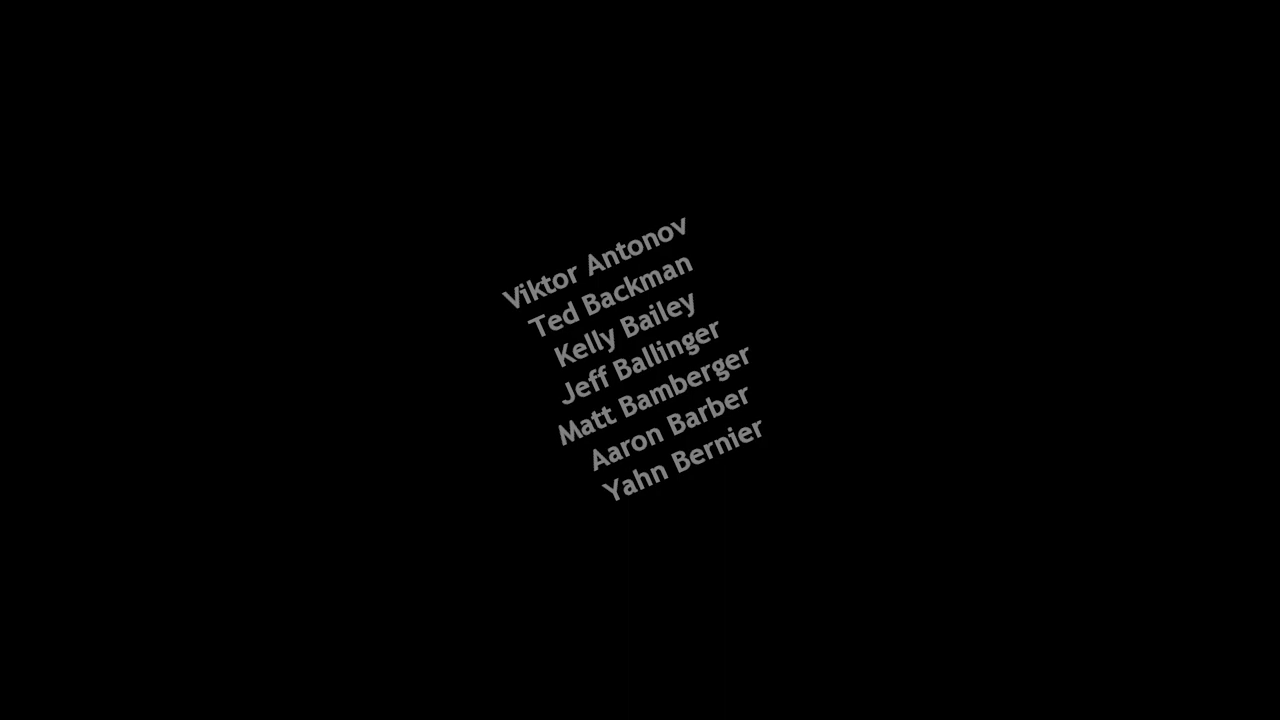 Viktor Antonov
Ted Backman
Kelly Bailey
Jeff Ballinger
Matt Bamberger
Aaron Barber
Yahn Bernier